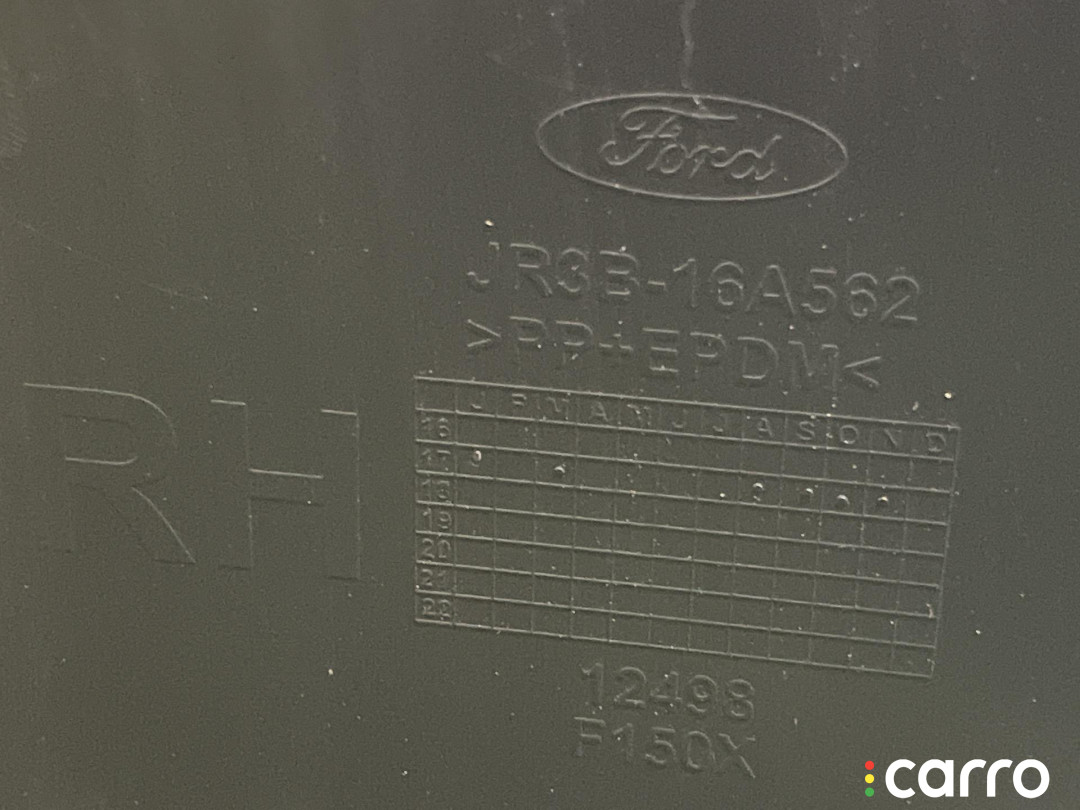 Ford
JR3B-16A562
>PP+EPDM<
RH
J F M A M J J A S O N D
16
17
18
19
20
21
22
12498
F150X
carro